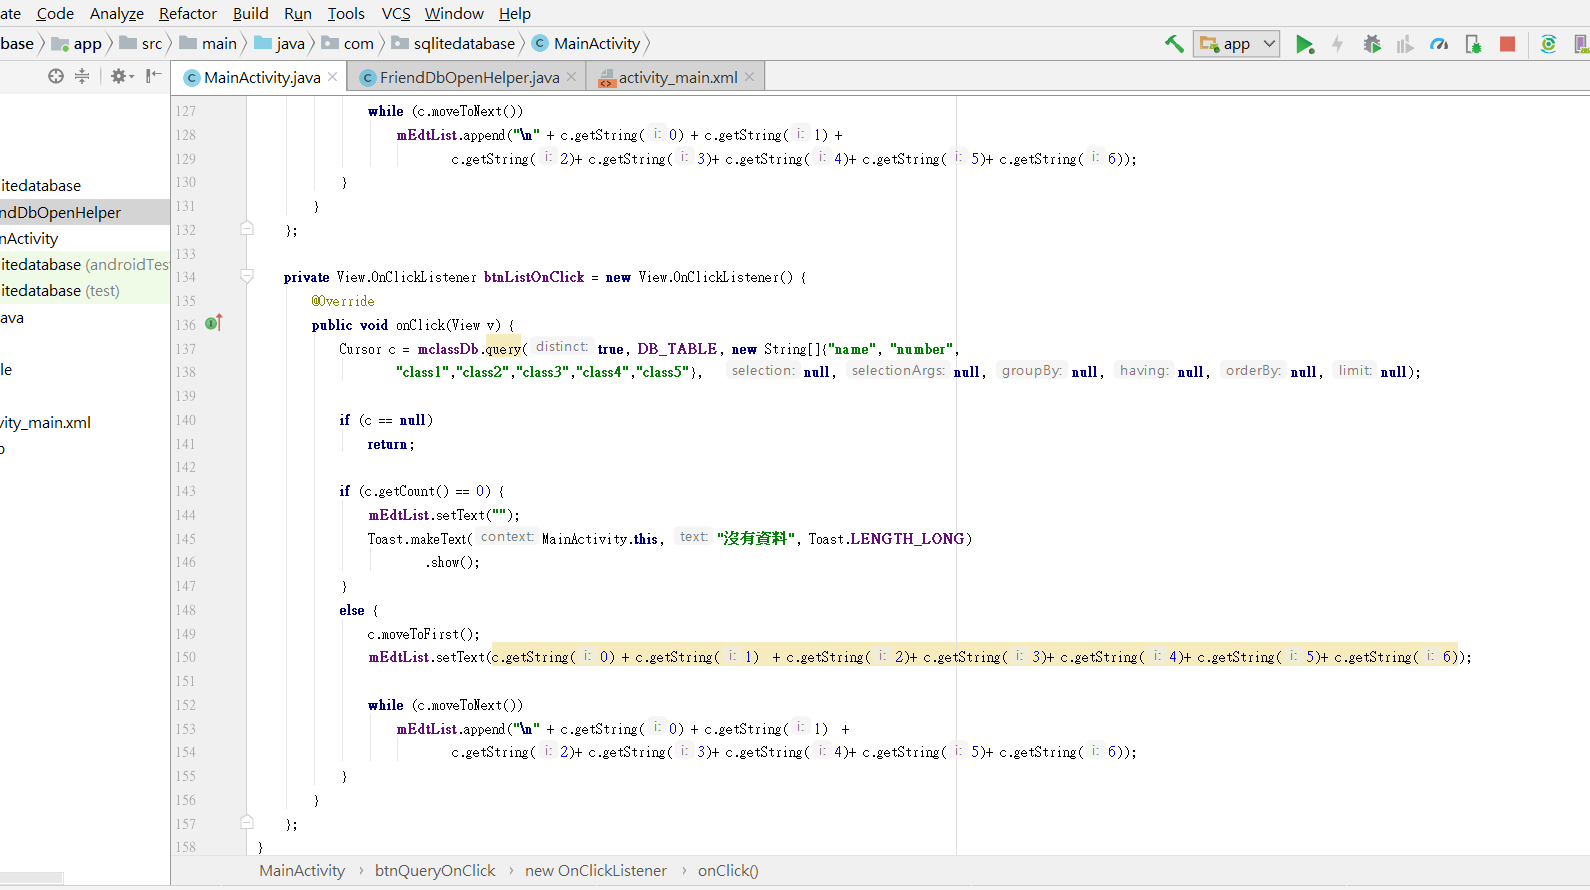 ate Code Analyze Refactor Build Run Tools VCS Window Help
base app src main java com sqlitedatabase MainActivity app
MainActivity.java FriendDbOpenHelper.java activity_main.xml
itedatabase
ndDbOpenHelper
nActivity
itedatabase (androidTes
itedatabase (test)
ava
le
vity_main.xml
127 while (c.moveToNext())
128 mEdtList.append("\n" + c.getString( i: 0) + c.getString( i: 1) +
129 c.getString( i: 2)+ c.getString( i: 3)+ c.getString( i: 4)+ c.getString( i: 5)+ c.getString( i: 6));
130 }
131 }
132 };
133
134 private View.OnClickListener btnListOnClick = new View.OnClickListener() {
135 @Override
136 public void onClick(View v) {
137 Cursor c = mclassDb.query( distinct: true, DB_TABLE, new String[]{"name", "number",
138 "class1","class2","class3","class4","class5"}, selection: null, selectionArgs: null, groupBy: null, having: null, orderBy: null, limit: null);
139
140 if (c == null)
141 return;
142
143 if (c.getCount() == 0) {
144 mEdtList.setText("");
145 Toast.makeText( context: MainActivity.this, text: "沒有資料", Toast.LENGTH_LONG)
146 .show();
147 }
148 else {
149 c.moveToFirst();
150 mEdtList.setText(c.getString( i: 0) + c.getString( i: 1) + c.getString( i: 2)+ c.getString( i: 3)+ c.getString( i: 4)+ c.getString( i: 5)+ c.getString( i: 6));
151
152 while (c.moveToNext())
153 mEdtList.append("\n" + c.getString( i: 0) + c.getString( i: 1) +
154 c.getString( i: 2)+ c.getString( i: 3)+ c.getString( i: 4)+ c.getString( i: 5)+ c.getString( i: 6));
155 }
156 }
157 };
158 }
MainActivity › btnQueryOnClick › new OnClickListener › onClick()